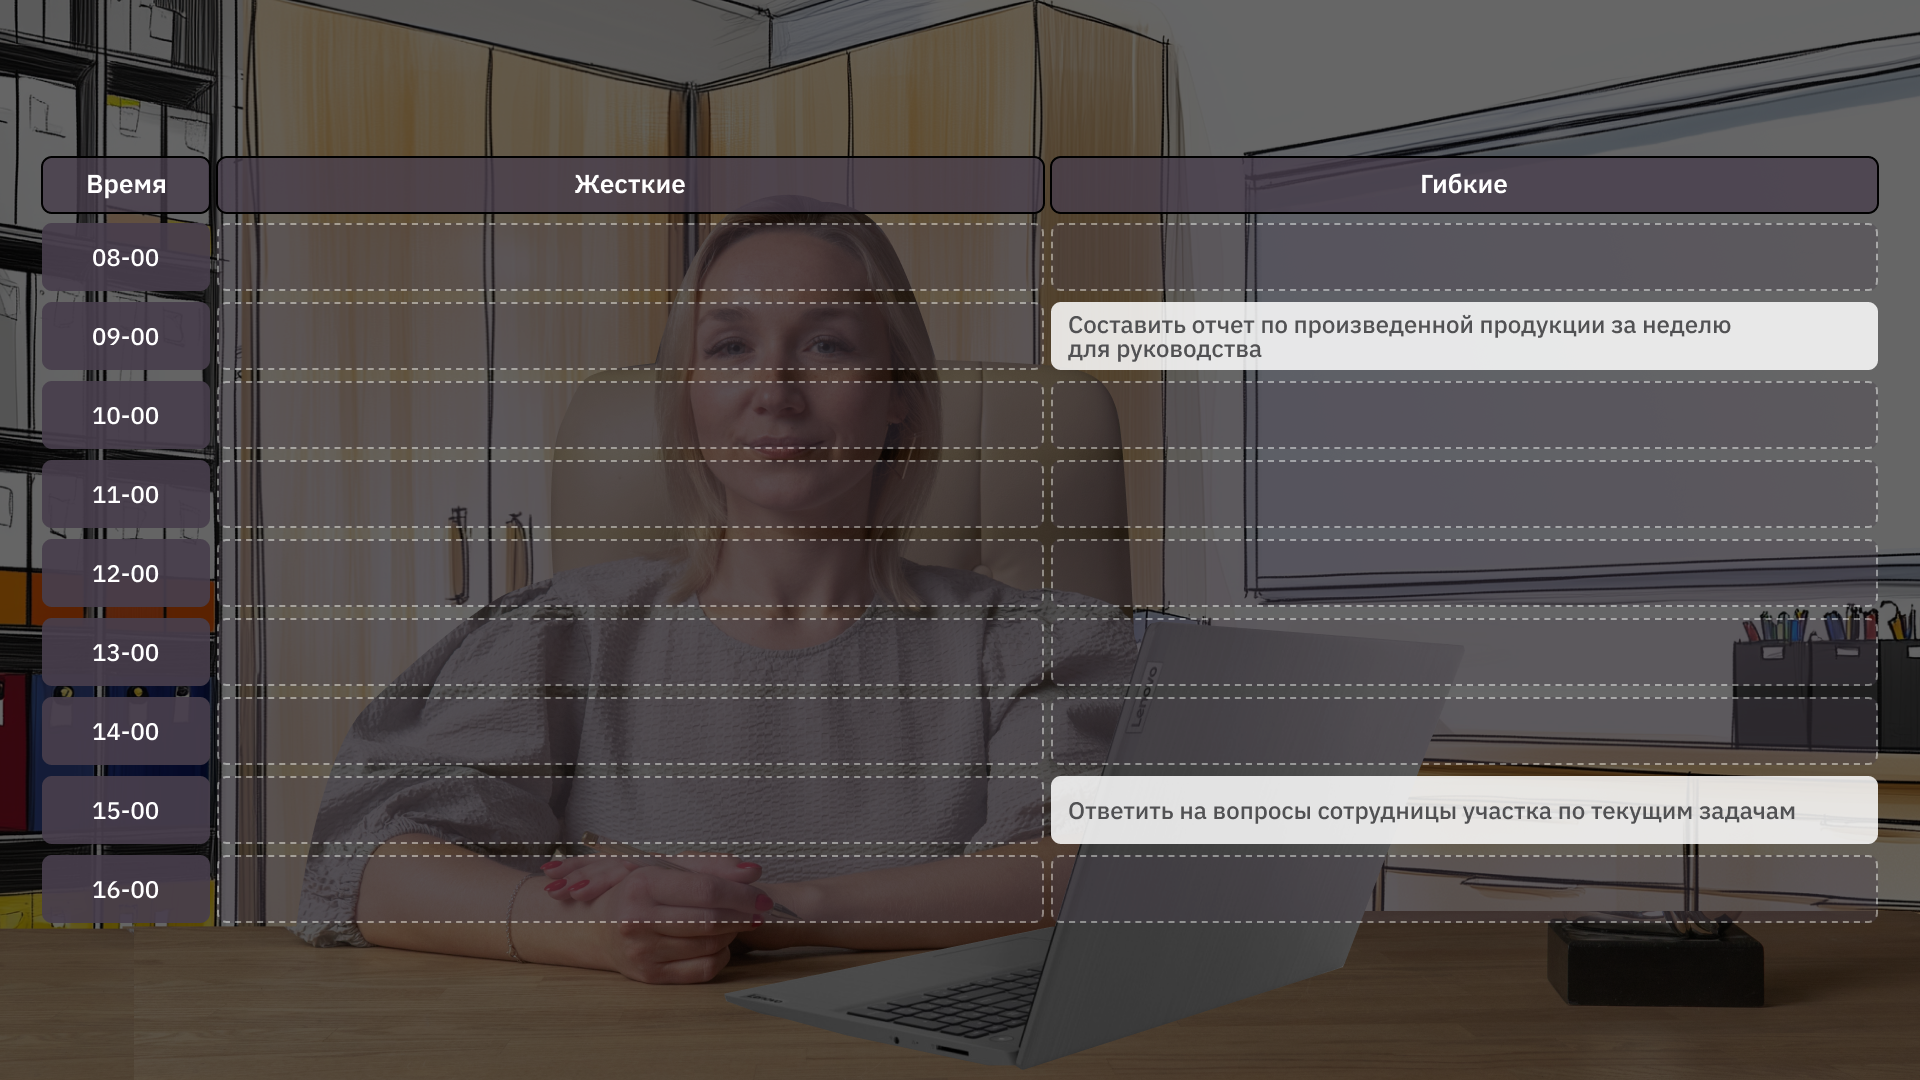 Время
Жесткие
Гибкие
08-00
09-00
Составить отчет по произведенной продукции за неделю
для руководства
10-00
11-00
12-00
13-00
14-00
15-00
Ответить на вопросы сотрудницы участка по текущим задачам
16-00
Lenovo